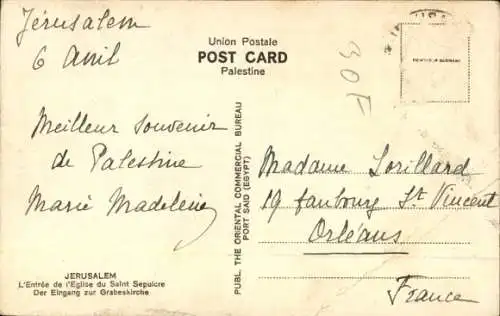 Jérusalem
6 Avril
Union Postale
POST CARD
Palestine
30F
Meilleur souvenir
de Palestine
Marie Madeleine
PUBL. THE ORIENTAL COMMERCIAL BUREAU
PORT SAID (EGYPT)
Madame Lorillard
19 faubourg St Vincent
Orléans
France
JERUSALEM
L'Entrée de l'Eglise du Saint Sepulcre
Der Eingang zur Grabeskirche